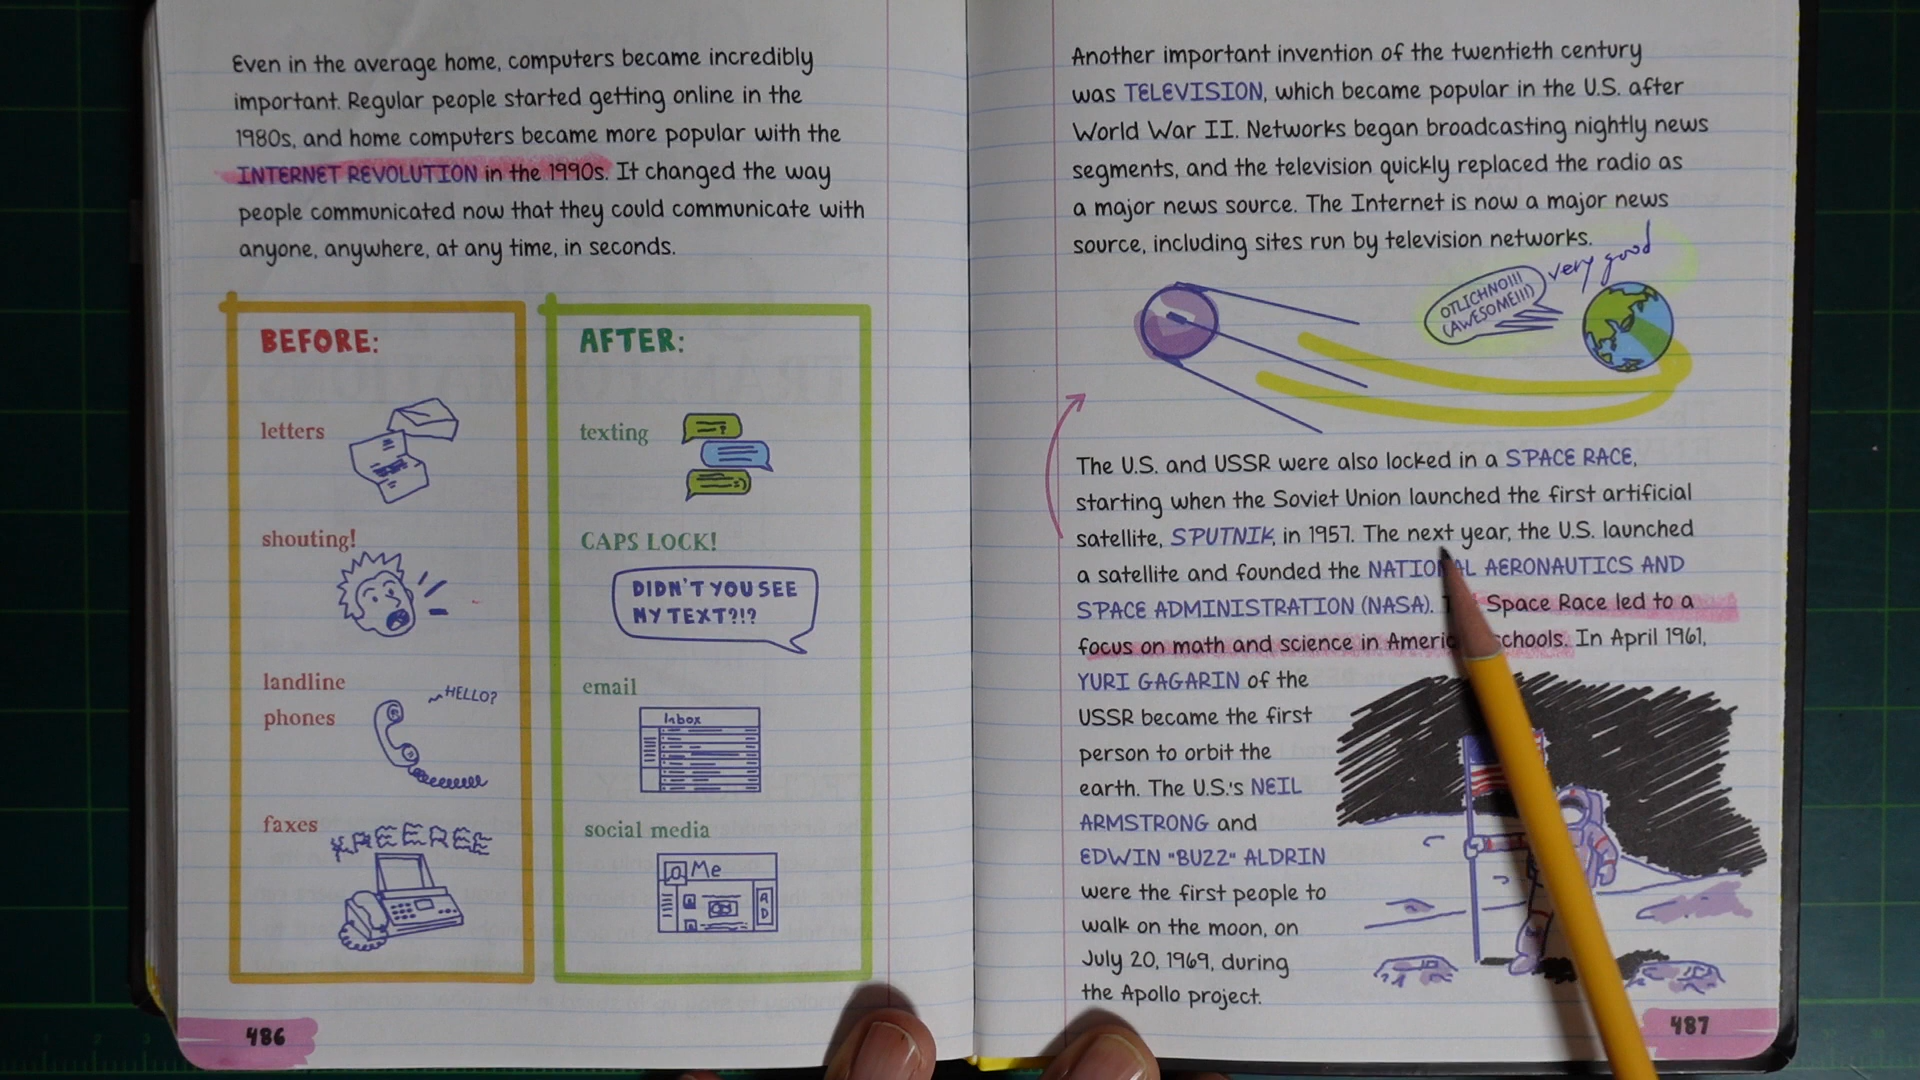 Even in the average home, computers became incredibly
important. Regular people started getting online in the
1980s, and home computers became more popular with the
INTERNET REVOLUTION in the 1990s. It changed the way
people communicated now that they could communicate with
anyone, anywhere, at any time, in seconds.
BEFORE:
letters
shouting!
landline
phones
~HELLO?
faxes
AFTER:
texting
CAPS LOCK!
DIDN'T YOU SEE
MY TEXT?!?
email
Inbox
social media
Me
AD
486
Another important invention of the twentieth century
was TELEVISION, which became popular in the U.S. after
World War II. Networks began broadcasting nightly news
segments, and the television quickly replaced the radio as
a major news source. The Internet is now a major news
source, including sites run by television networks.
very good
OTLICHNO!!!
(AWESOME!!!)
The U.S. and USSR were also locked in a SPACE RACE,
starting when the Soviet Union launched the first artificial
satellite, SPUTNIK, in 1957. The next year, the U.S. launched
a satellite and founded the NATIONAL AERONAUTICS AND
SPACE ADMINISTRATION (NASA). Space Race led to a
focus on math and science in Americ schools. In April 1961,
YURI GAGARIN of the
USSR became the first
person to orbit the
earth. The U.S.'s NEIL
ARMSTRONG and
EDWIN "BUZZ" ALDRIN
were the first people to
walk on the moon, on
July 20, 1969, during
the Apollo project.
487